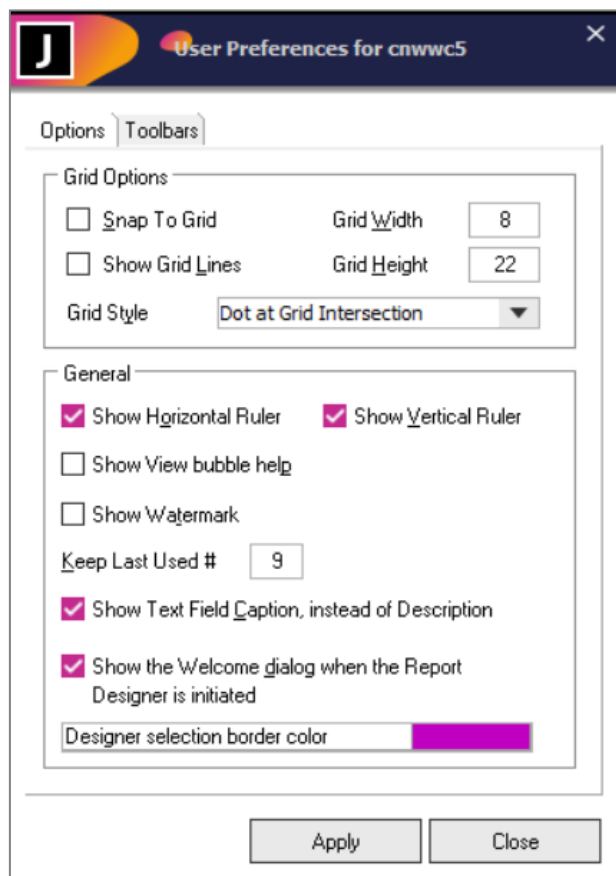 J
User Preferences for cnwwc5
Options Toolbars
Grid Options
Snap To Grid Grid Width 8
Show Grid Lines Grid Height 22
Grid Style Dot at Grid Intersection
General
Show Horizontal Ruler Show Vertical Ruler
Show View bubble help
Show Watermark
Keep Last Used # 9
Show Text Field Caption, instead of Description
Show the Welcome dialog when the Report
Designer is initiated
Designer selection border color
Apply Close